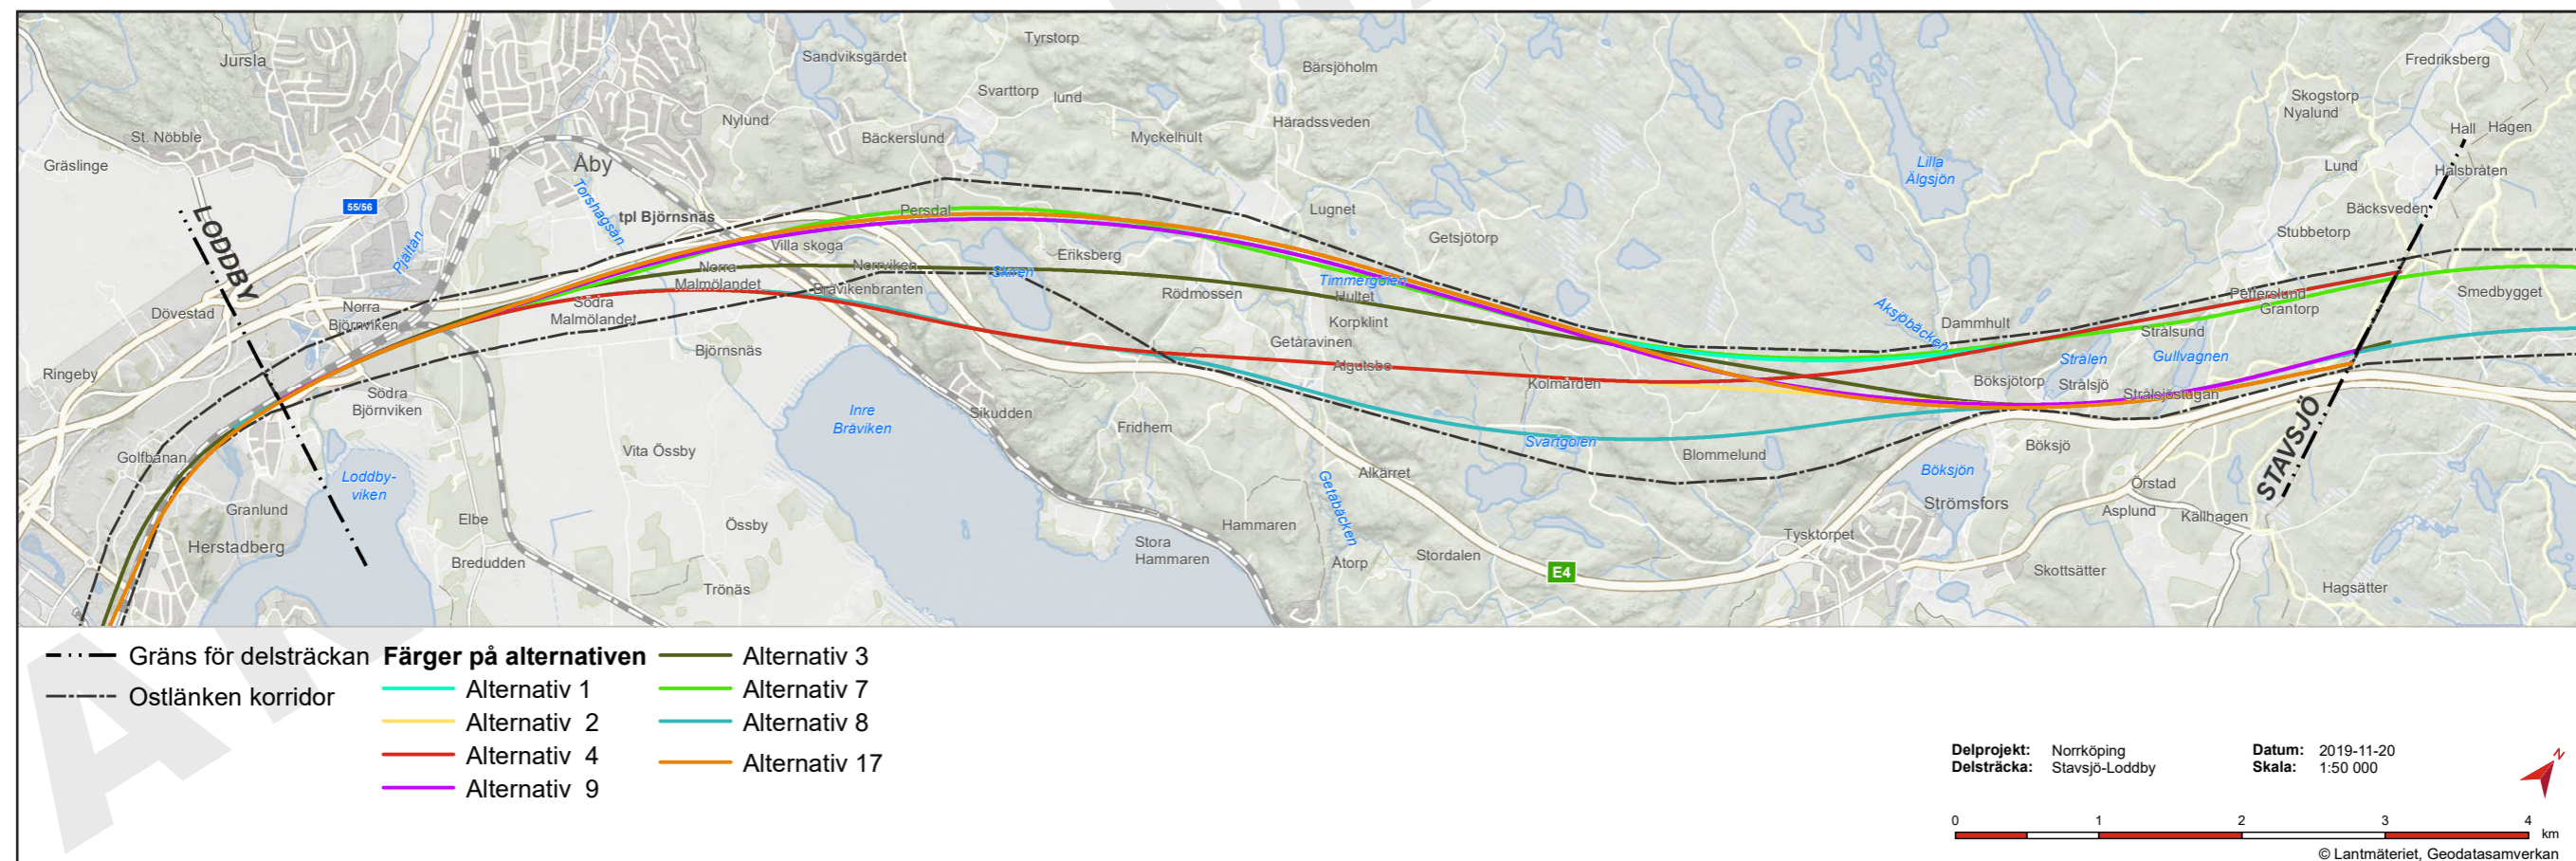 Jursla
St. Nöbble
Gräslinge
55/56
Pjältån
Åby
Torshagsån
tpl Björnsnäs
Nylund
Sandviksgärdet
Bäckerslund
Tyrstorp
Svarttorp
lund
Myckelhult
Bärsjöholm
Häradssveden
Lugnet
Getsjötorp
Lilla
Älgsjön
Fredriksberg
Skogstorp
Nyalund
Hall
Hagen
Lund
Halsbråten
Bäcksveden
Stubbetorp
Smedbygget
LODDBY
Dövestad
Ringeby
Norra
Björnviken
Södra
Björnviken
Södra
Malmölandet
Norra
Malmölandet
Villa skoga
Persdal
Norrviken
Bråvikenbranten
Skiren
Eriksberg
Rödmossen
Timmergölen
Hultet
Korpklint
Getåravinen
Algutsbo
Kolmården
Aksjöbäcken
Dammhult
Böksjötorp
Strålen
Strålsjö
Strålsund
Gullvagnen
Petterslund
Grantorp
Strålsjöstugan
STAVSJÖ
Björnsnäs
Inre
Bråviken
Sikudden
Fridhem
Svartgölen
Blommelund
Böksjön
Böksjö
Örstad
Strömsfors
Asplund
Källhagen
Golfbanan
Loddby-
viken
Granlund
Herstadberg
Vita Össby
Elbe
Össby
Bredudden
Trönäs
Hammaren
Stora
Hammaren
Getåbäcken
Alkärret
Åtorp
Stordalen
E4
Tysktorpet
Skottsätter
Hagsätter
Gräns för delsträckan
Ostlänken korridor
Färger på alternativen
Alternativ 1
Alternativ 2
Alternativ 4
Alternativ 9
Alternativ 3
Alternativ 7
Alternativ 8
Alternativ 17
Delprojekt: Norrköping
Delsträcka: Stavsjö-Loddby
Datum: 2019-11-20
Skala: 1:50 000
N
0 1 2 3 4
km
© Lantmäteriet, Geodatasamverkan